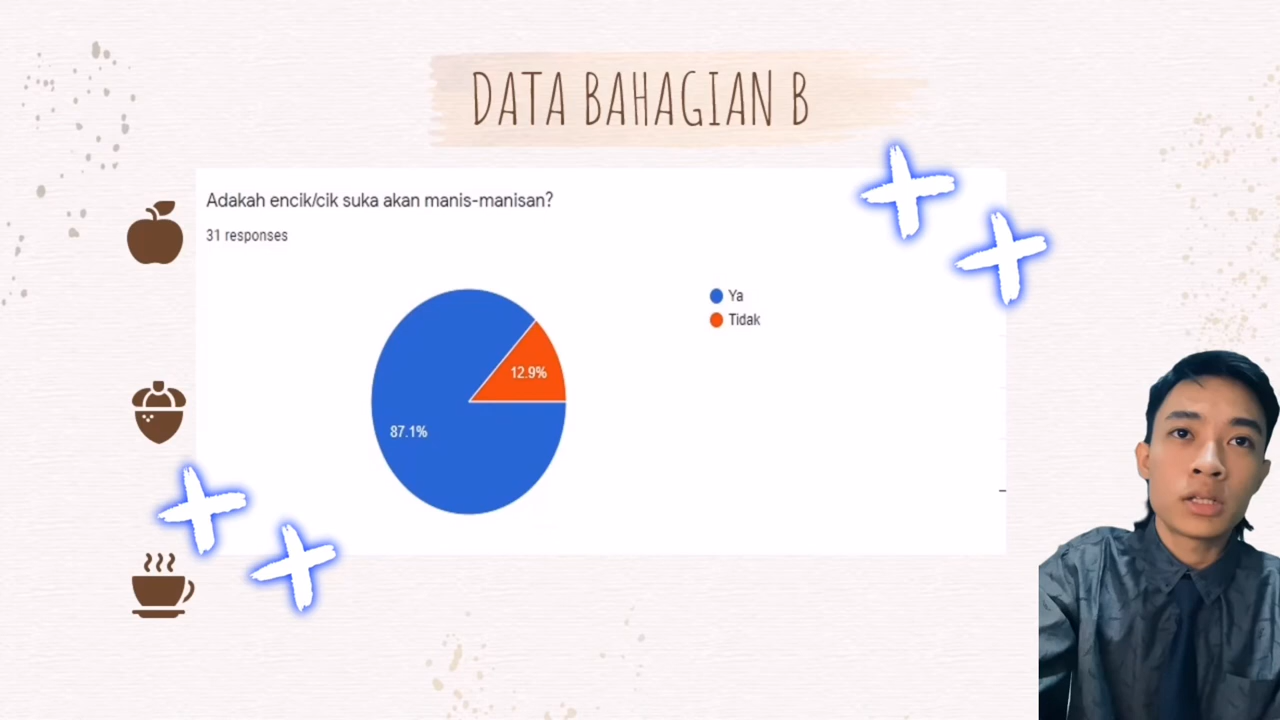 DATA BAHAGIAN B
Adakah encik/cik suka akan manis-manisan?
31 responses
Ya
Tidak
12.9%
87.1%